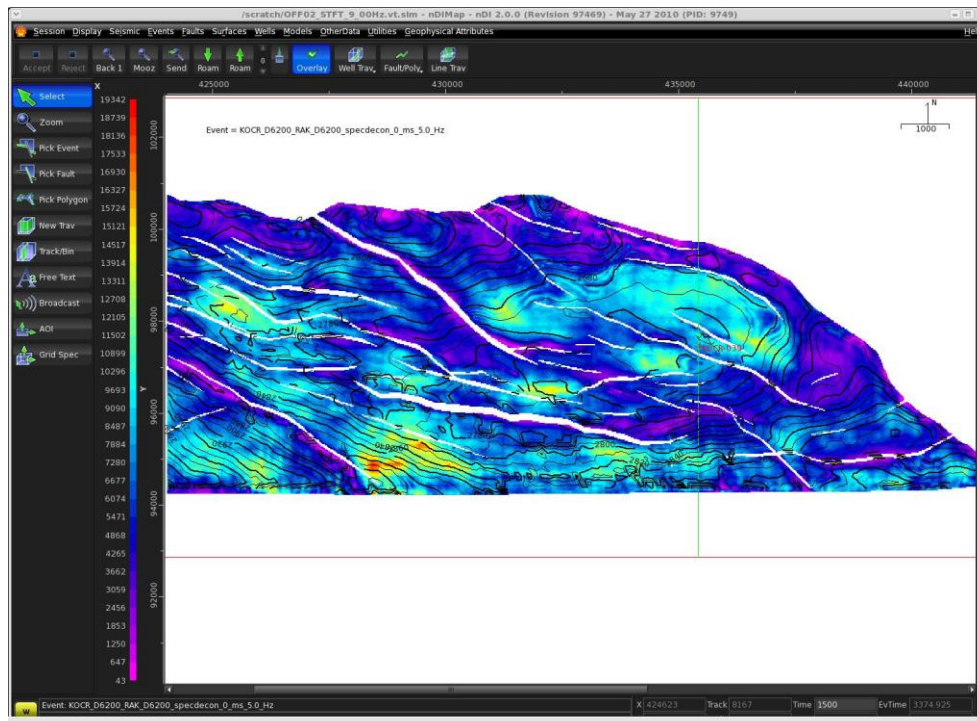 /scratch/OFF02_STFT_9_00Hz.vt.sim - nDIMap - nDI 2.0.0 (Revision 97469) - May 27 2010 (PID: 9749)
Session Display Seismic Events Faults Surfaces Wells Models OtherData Utilities Geophysical Attributes
Accept Reject Back 1 Mooz Send Roam Roam 0 Overlay Well Trav, Fault/Poly, Line Trav
Select
Zoom
Pick Event
Pick Fault
Pick Polygon
New Trav
Track/Bin
Free Text
Broadcast
AOI
Grid Spec
X
425000 430000 435000 440000
19342
18739
18136
17533
16930
16327
15724
15121
14517
13914
13311
12708
12105
11502
10899
10296
9693
9090
8487
7884
7280
6677
6074
5471
4868
4265
3662
3059
2456
1853
1250
647
43
Y
102000
100000
98000
96000
94000
92000
Event = KOCR_D6200_RAK_D6200_specdecon_0_ms_5.0_Hz
N
1000
2800
W
Event: KOCR_D6200_RAK_D6200_specdecon_0_ms_5.0_Hz
X 424623 Track 8167 Time 1500 EvTime 3374.925